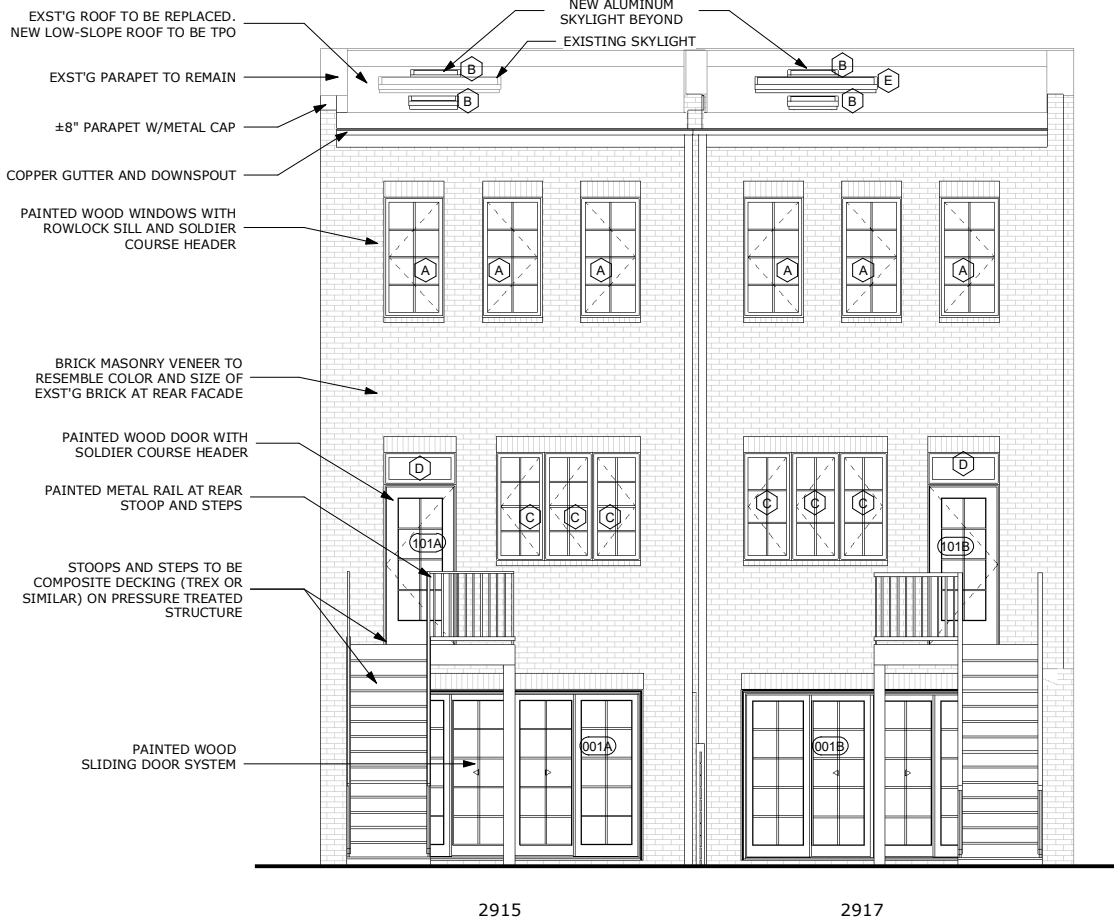 NEW ALUMINUM
SKYLIGHT BEYOND
EXST'G ROOF TO BE REPLACED.
NEW LOW-SLOPE ROOF TO BE TPO
EXISTING SKYLIGHT
EXST'G PARAPET TO REMAIN
B
B
B
E
B
±8" PARAPET W/METAL CAP
COPPER GUTTER AND DOWNSPOUT
PAINTED WOOD WINDOWS WITH
ROWLOCK SILL AND SOLDIER
COURSE HEADER
A
A
A
A
A
A
BRICK MASONRY VENEER TO
RESEMBLE COLOR AND SIZE OF
EXST'G BRICK AT REAR FACADE
PAINTED WOOD DOOR WITH
SOLDIER COURSE HEADER
D
D
PAINTED METAL RAIL AT REAR
STOOP AND STEPS
C
C
C
C
C
C
101A
101B
STOOPS AND STEPS TO BE
COMPOSITE DECKING (TREX OR
SIMILAR) ON PRESSURE TREATED
STRUCTURE
PAINTED WOOD
SLIDING DOOR SYSTEM
001A
001B
2915
2917